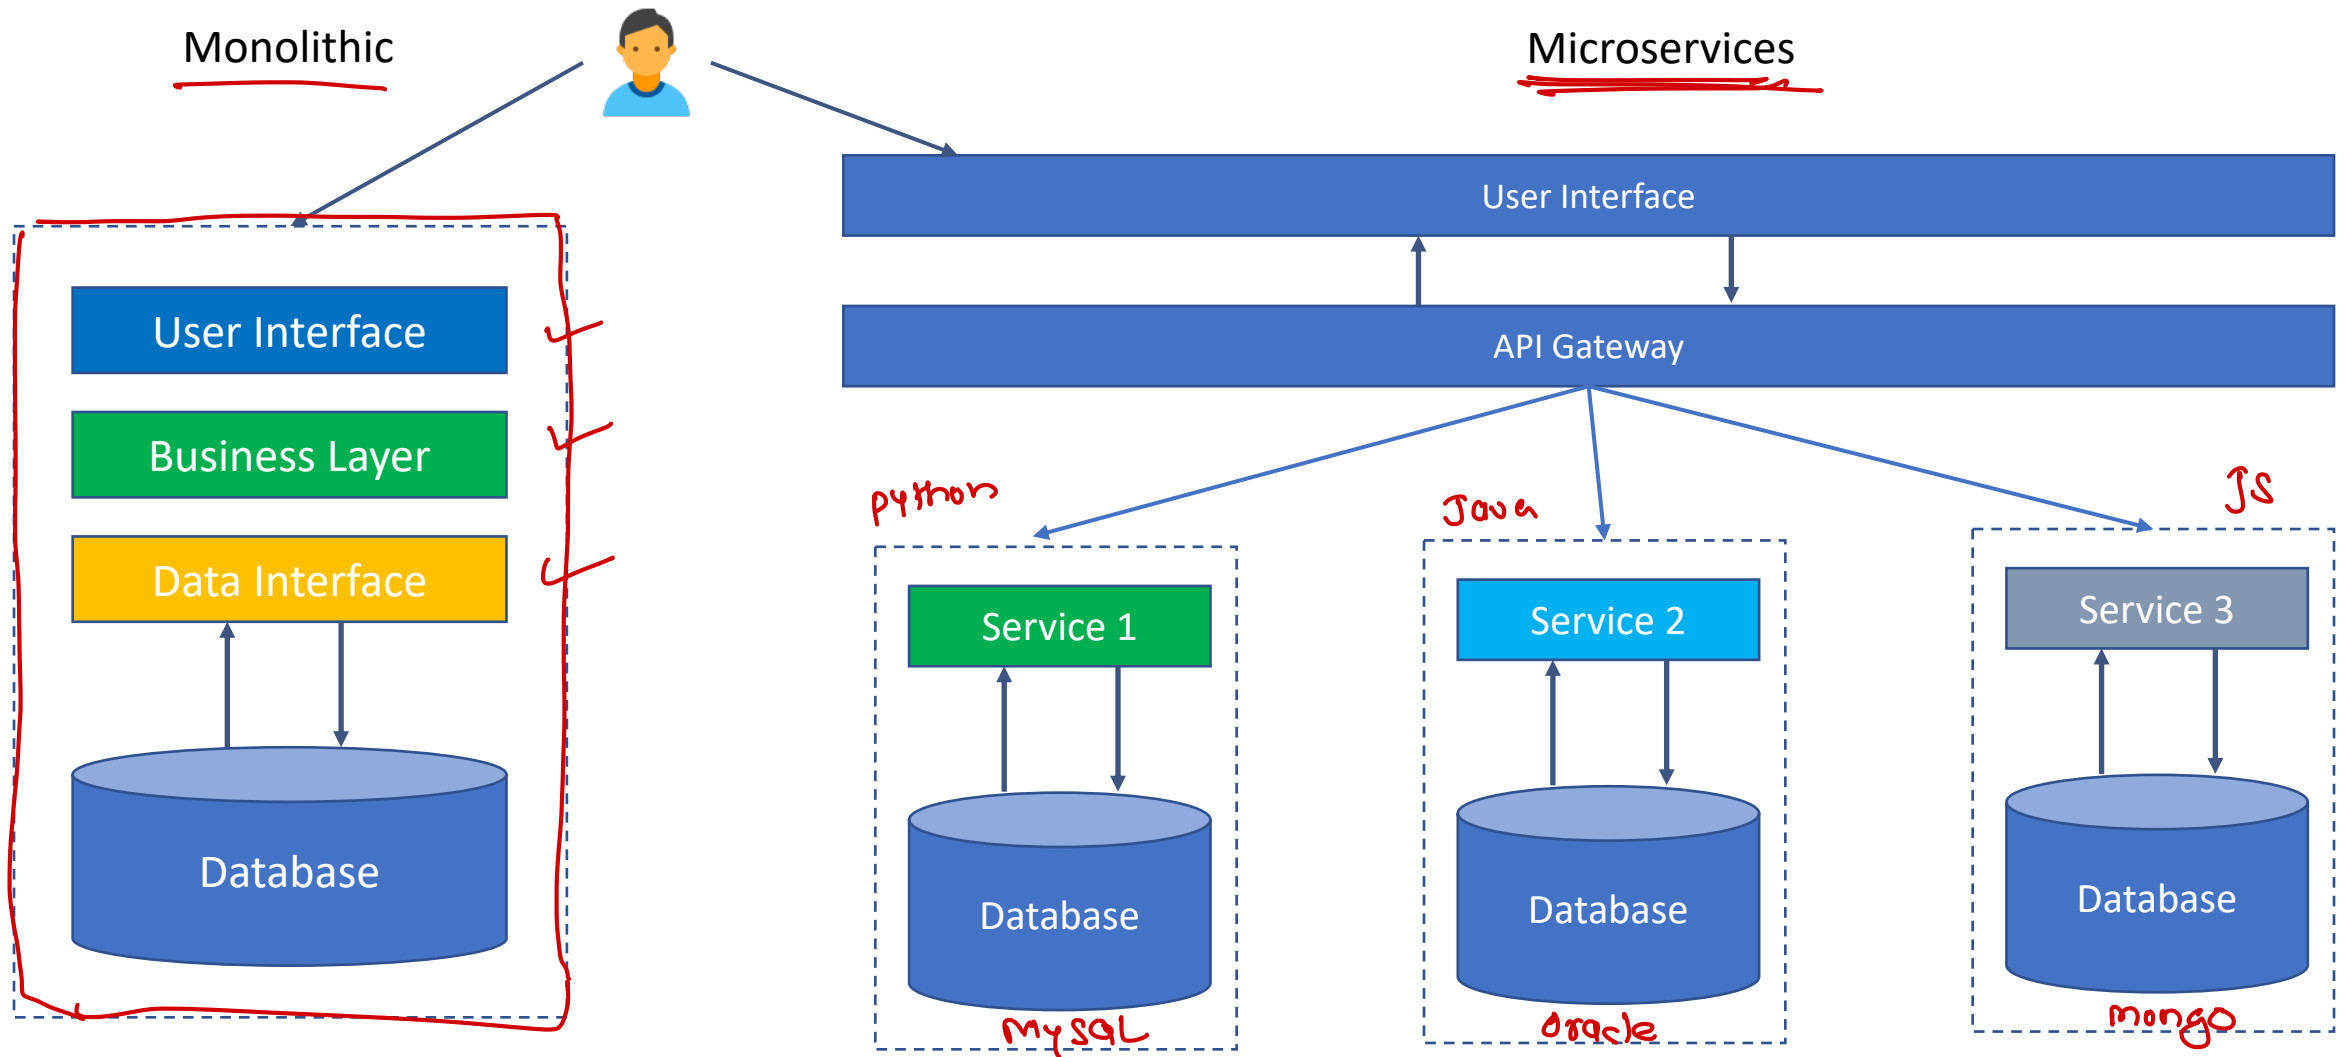 Monolithic
Microservices
User Interface
Business Layer
Data Interface
Database
User Interface
API Gateway
python
Java
JS
Service 1
Service 2
Service 3
Database
Database
Database
mySQL
Oracle
mongo